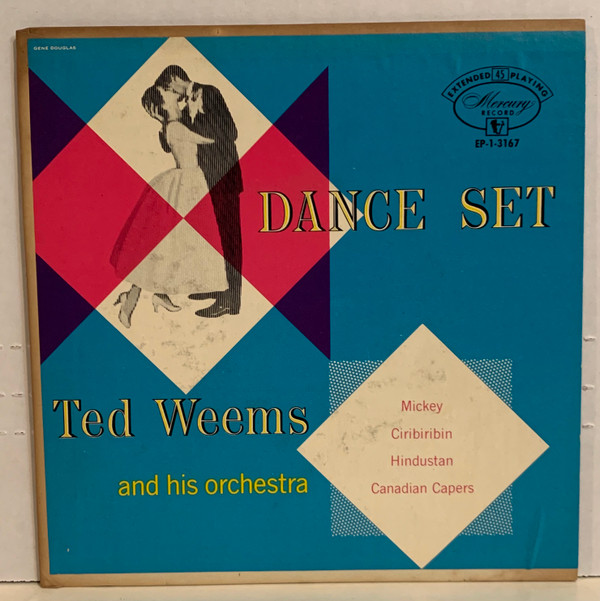 GENE DOUGLAS
EXTENDED 45 PLAYING
Mercury
RECORD
EP-1-3167
DANCE SET
Ted Weems
and his orchestra
Mickey
Ciribiribin
Hindustan
Canadian Capers